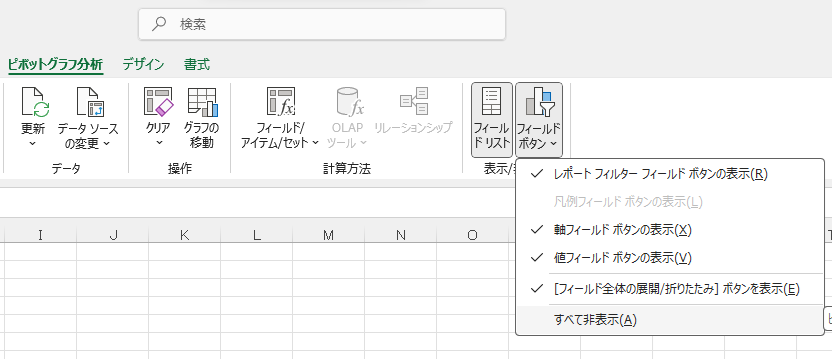 検索
ピボットグラフ分析 デザイン 書式
更新 データ ソース の変更 クリア グラフの 移動 フィールド/ アイテム/セット OLAP ツール リレーションシップ フィール ド リスト フィールド ボタン
データ 操作 計算方法 表示/
レポート フィルター フィールド ボタンの表示(R)
凡例フィールド ボタンの表示(L)
軸フィールド ボタンの表示(X)
値フィールド ボタンの表示(V)
[フィールド全体の展開/折りたたみ] ボタンを表示(E)
すべて非表示(A)
I J K L M N O